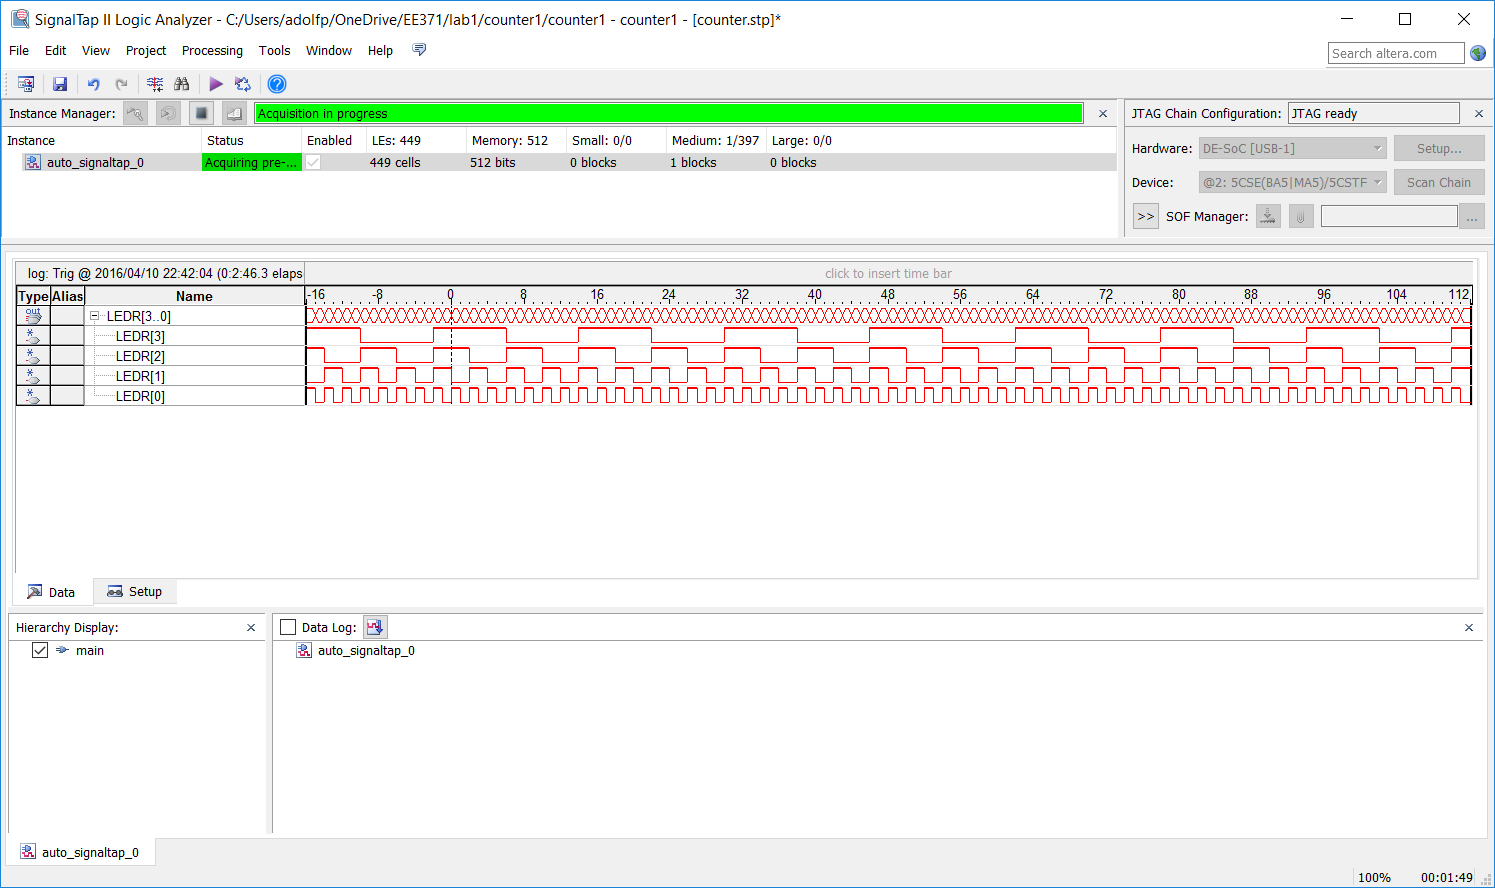 SignalTap II Logic Analyzer - C:/Users/adolfp/OneDrive/EE371/lab1/counter1/counter1 - counter1 - [counter.stp]*
File Edit View Project Processing Tools Window Help
Search altera.com
Instance Manager: Acquisition in progress
JTAG Chain Configuration: JTAG ready
Instance Status Enabled LEs: 449 Memory: 512 Small: 0/0 Medium: 1/397 Large: 0/0
auto_signaltap_0 Acquiring pre-... 449 cells 512 bits 0 blocks 1 blocks 0 blocks
Hardware: DE-SoC [USB-1] Setup...
Device: @2: 5CSE(BA5|MA5)/5CSTF Scan Chain
>> SOF Manager: ...
log: Trig @ 2016/04/10 22:42:04 (0:2:46.3 elaps
click to insert time bar
Type Alias Name
-16 -8 0 8 16 24 32 40 48 56 64 72 80 88 96 104 112
out LEDR[3..0]
* LEDR[3]
* LEDR[2]
* LEDR[1]
* LEDR[0]
Data Setup
Hierarchy Display:
main
Data Log:
auto_signaltap_0
auto_signaltap_0
100% 00:01:49